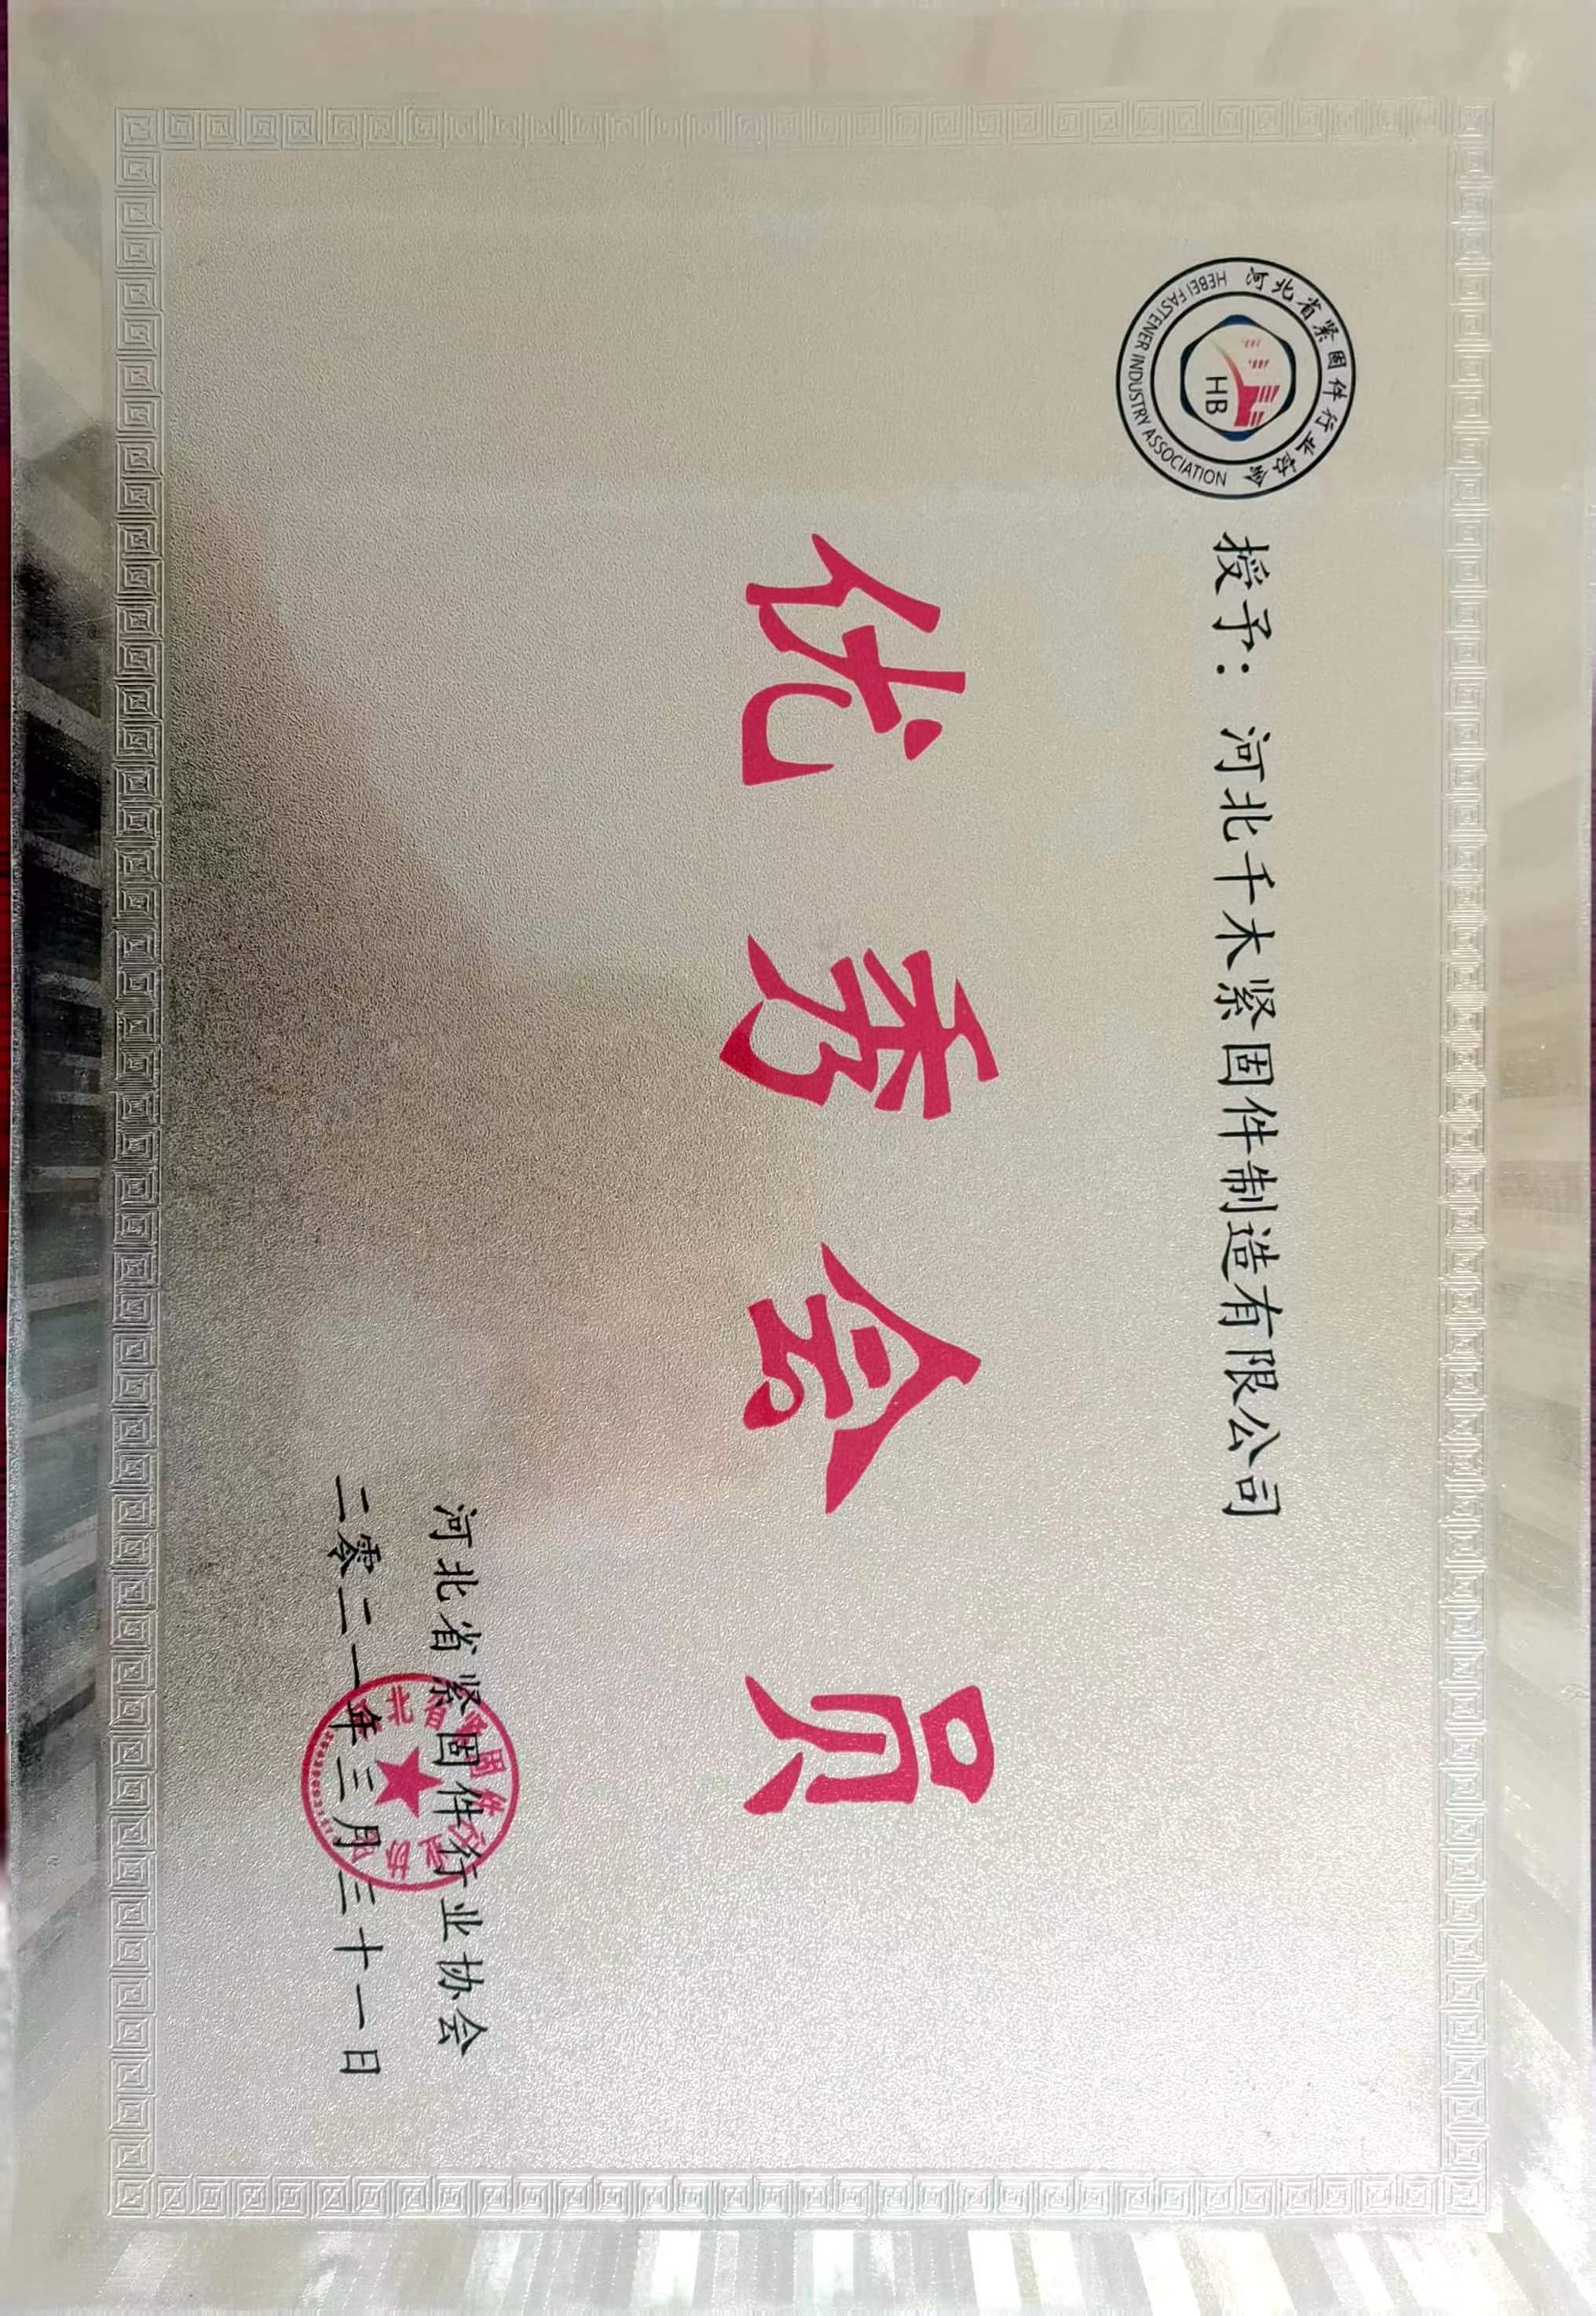 河北省紧固件行业协会
HEBEI FASTENER INDUSTRY ASSOCIATION
HB
授予：河北千木紧固件制造有限公司
优秀会员
河北省紧固件行业协会
二零二一年三月三十一日